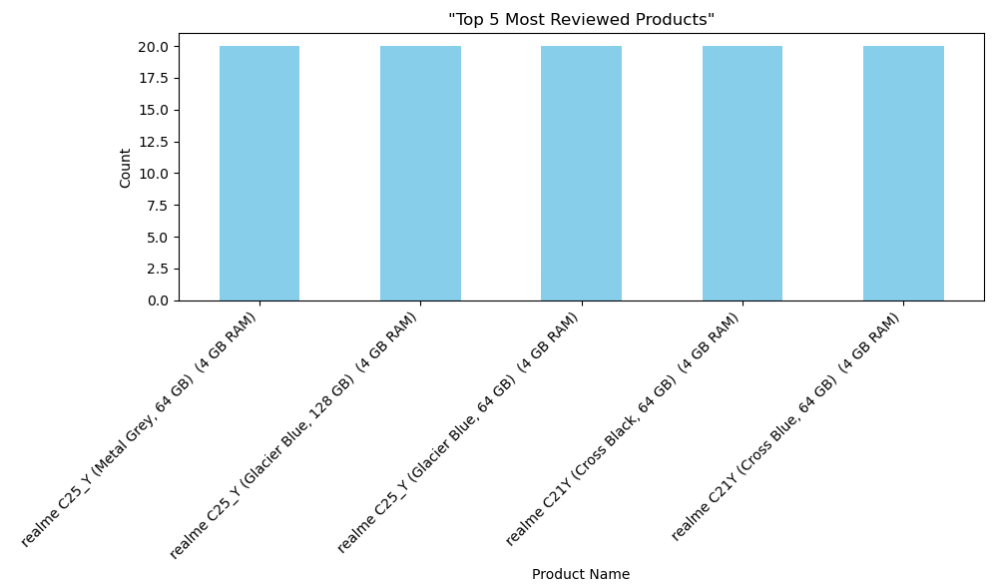 "Top 5 Most Reviewed Products"
20.0
17.5
15.0
12.5
10.0
7.5
5.0
2.5
0.0
Count
realme C25_Y (Metal Grey, 64 GB)  (4 GB RAM)
realme C25_Y (Glacier Blue, 128 GB)  (4 GB RAM)
realme C25_Y (Glacier Blue, 64 GB)  (4 GB RAM)
realme C21Y (Cross Black, 64 GB)  (4 GB RAM)
realme C21Y (Cross Blue, 64 GB)  (4 GB RAM)
Product Name